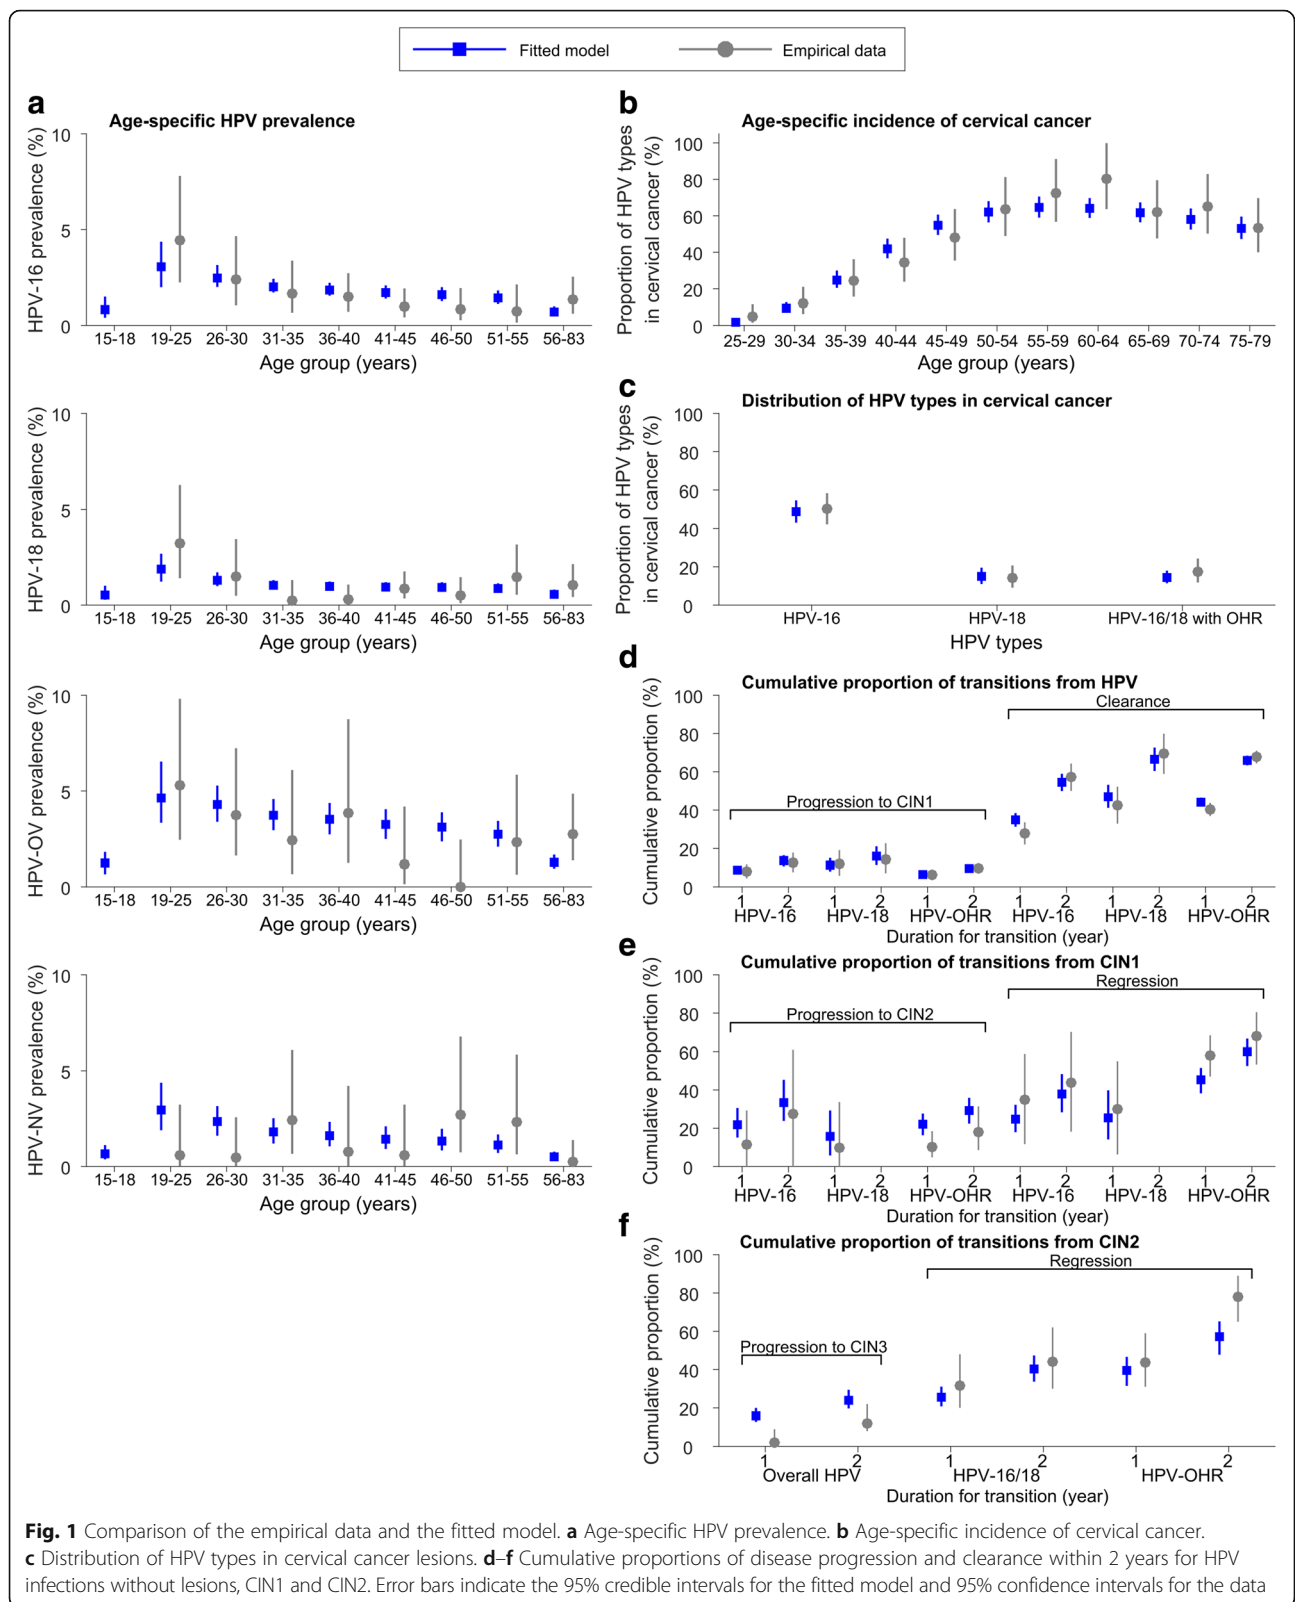 Fitted model
Empirical data
a
Age-specific HPV prevalence
HPV-16 prevalence (%)
10
5
0
15-18 19-25 26-30 31-35 36-40 41-45 46-50 51-55 56-83
Age group (years)
HPV-18 prevalence (%)
10
5
0
15-18 19-25 26-30 31-35 36-40 41-45 46-50 51-55 56-83
Age group (years)
HPV-OV prevalence (%)
10
5
0
15-18 19-25 26-30 31-35 36-40 41-45 46-50 51-55 56-83
Age group (years)
HPV-NV prevalence (%)
10
5
0
15-18 19-25 26-30 31-35 36-40 41-45 46-50 51-55 56-83
Age group (years)
b
Age-specific incidence of cervical cancer
Proportion of HPV types
in cervical cancer (%)
100
80
60
40
20
0
25-29 30-34 35-39 40-44 45-49 50-54 55-59 60-64 65-69 70-74 75-79
Age group (years)
c
Distribution of HPV types in cervical cancer
Proportion of HPV types
in cervical cancer (%)
100
80
60
40
20
0
HPV-16 HPV-18 HPV-16/18 with OHR
HPV types
d
Cumulative proportion of transitions from HPV
Cumulative proportion (%)
100
80
60
40
20
0
Clearance
Progression to CIN1
1 2 1 2 1 2 1 2 1 2 1 2
HPV-16 HPV-18 HPV-OHR HPV-16 HPV-18 HPV-OHR
Duration for transition (year)
e
Cumulative proportion of transitions from CIN1
Cumulative proportion (%)
100
80
60
40
20
0
Regression
Progression to CIN2
1 2 1 2 1 2 1 2 1 2 1 2
HPV-16 HPV-18 HPV-OHR HPV-16 HPV-18 HPV-OHR
Duration for transition (year)
f
Cumulative proportion of transitions from CIN2
Cumulative proportion (%)
100
80
60
40
20
0
Regression
Progression to CIN3
1 2 1 2 1 2
Overall HPV HPV-16/18 HPV-OHR
Duration for transition (year)
Fig. 1 Comparison of the empirical data and the fitted model. a Age-specific HPV prevalence. b Age-specific incidence of cervical cancer.
c Distribution of HPV types in cervical cancer lesions. d–f Cumulative proportions of disease progression and clearance within 2 years for HPV
infections without lesions, CIN1 and CIN2. Error bars indicate the 95% credible intervals for the fitted model and 95% confidence intervals for the data